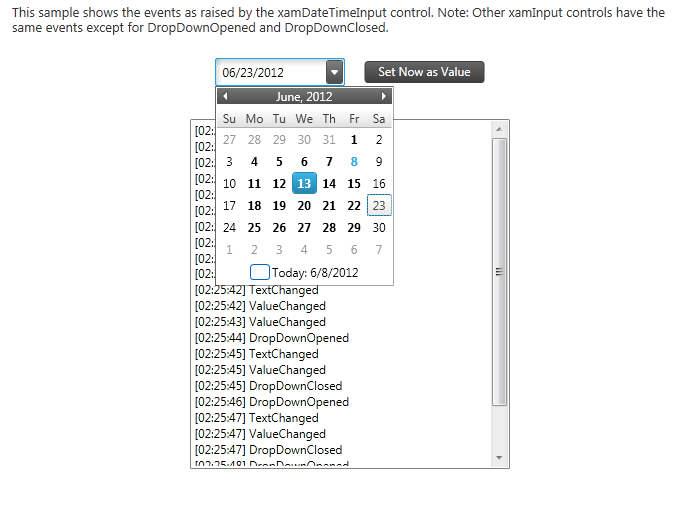 This sample shows the events as raised by the xamDateTimeInput control. Note: Other xamInput controls have the
same events except for DropDownOpened and DropDownClosed.
06/23/2012 Set Now as Value
June, 2012
Su Mo Tu We Th Fr Sa
27 28 29 30 31 1 2
3 4 5 6 7 8 9
10 11 12 13 14 15 16
17 18 19 20 21 22 23
24 25 26 27 28 29 30
1 2 3 4 5 6 7
Today: 6/8/2012
[02:
[02:
[02:
[02:
[02:
[02:
[02:
[02:
[02:
[02:
[02:25:42] TextChanged
[02:25:42] ValueChanged
[02:25:43] ValueChanged
[02:25:44] DropDownOpened
[02:25:45] TextChanged
[02:25:45] ValueChanged
[02:25:45] DropDownClosed
[02:25:46] DropDownOpened
[02:25:47] TextChanged
[02:25:47] ValueChanged
[02:25:47] DropDownClosed
[02:25:48] DropDownOpened